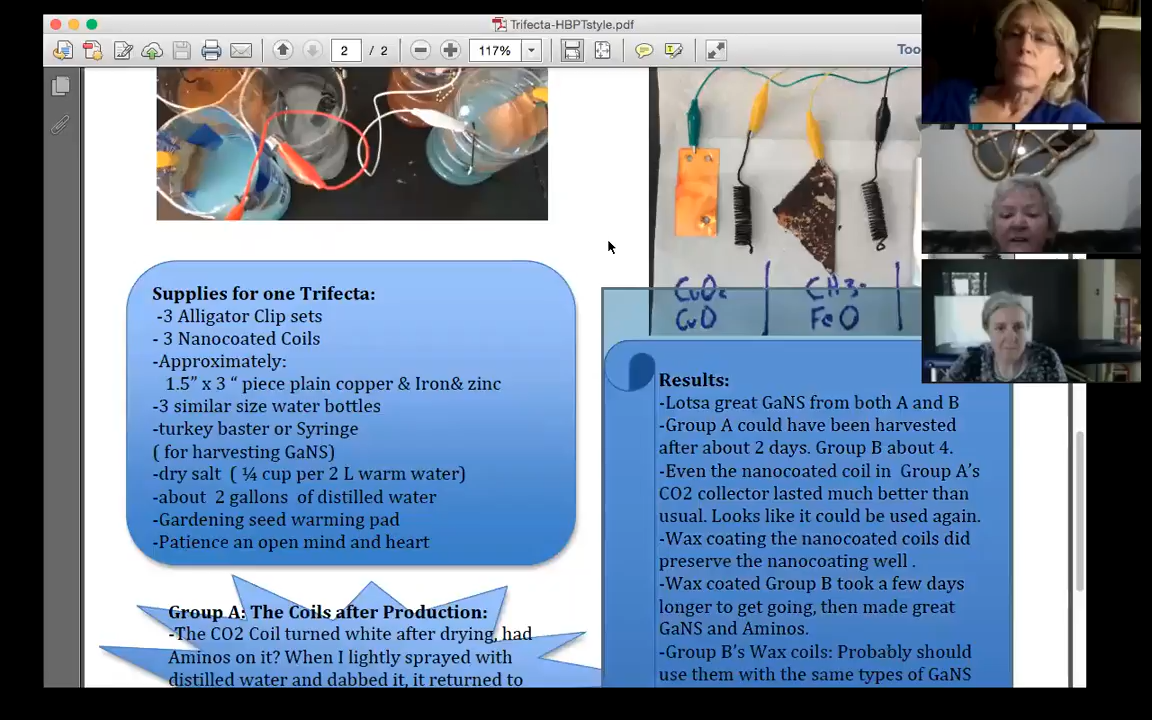 Trifecta-HBPTstyle.pdf
2 / 2
117%
Too
CuO
CH3
FeO
Supplies for one Trifecta:
-3 Alligator Clip sets
- 3 Nanocoated Coils
-Approximately:
1.5” x 3 “ piece plain copper & Iron& zinc
-3 similar size water bottles
-turkey baster or Syringe
( for harvesting GaNS)
-dry salt ( ¼ cup per 2 L warm water)
-about 2 gallons of distilled water
-Gardening seed warming pad
-Patience an open mind and heart
Group A: The Coils after Production:
-The CO2 Coil turned white after drying, had
Aminos on it? When I lightly sprayed with
distilled water and dabbed it, it returned to
Results:
-Lotsa great GaNS from both A and B
-Group A could have been harvested
after about 2 days. Group B about 4.
-Even the nanocoated coil in Group A’s
CO2 collector lasted much better than
usual. Looks like it could be used again.
-Wax coating the nanocoated coils did
preserve the nanocoating well .
-Wax coated Group B took a few days
longer to get going, then made great
GaNS and Aminos.
-Group B’s Wax coils: Probably should
use them with the same types of GaNS